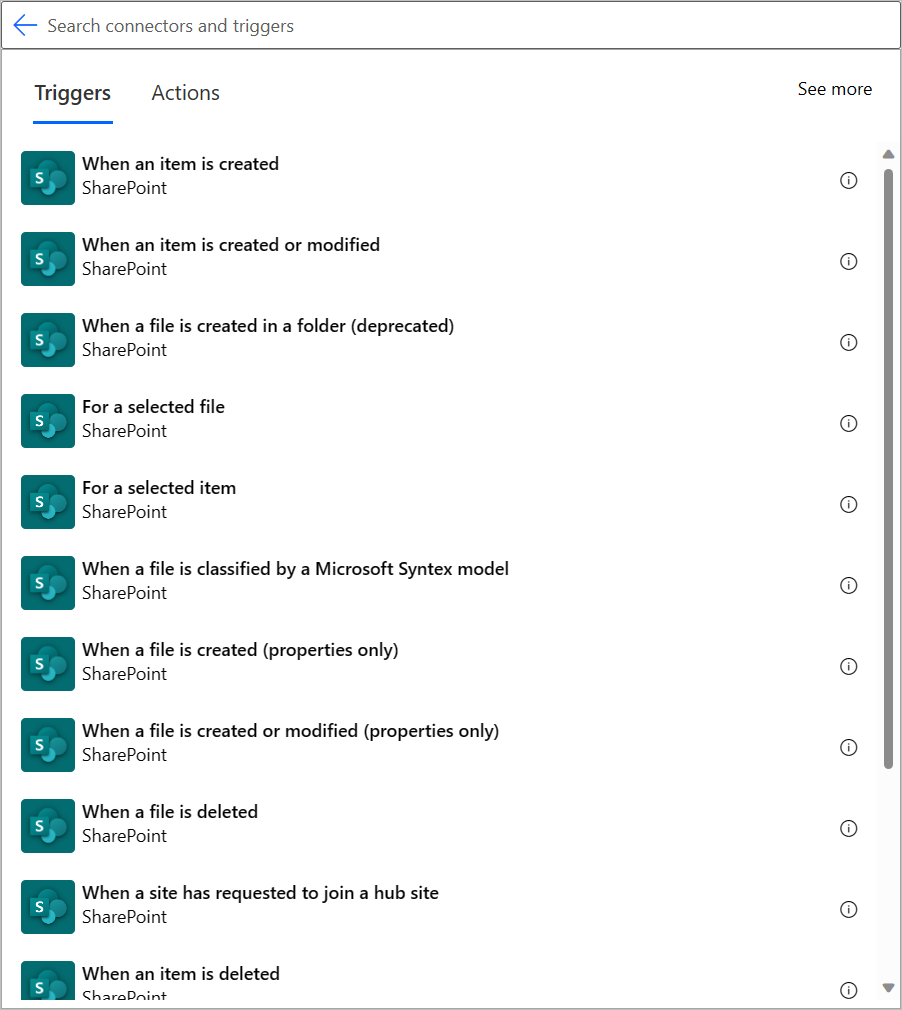 Search connectors and triggers
Triggers
Actions
See more
When an item is created
SharePoint
When an item is created or modified
SharePoint
When a file is created in a folder (deprecated)
SharePoint
For a selected file
SharePoint
For a selected item
SharePoint
When a file is classified by a Microsoft Syntex model
SharePoint
When a file is created (properties only)
SharePoint
When a file is created or modified (properties only)
SharePoint
When a file is deleted
SharePoint
When a site has requested to join a hub site
SharePoint
When an item is deleted
SharePoint